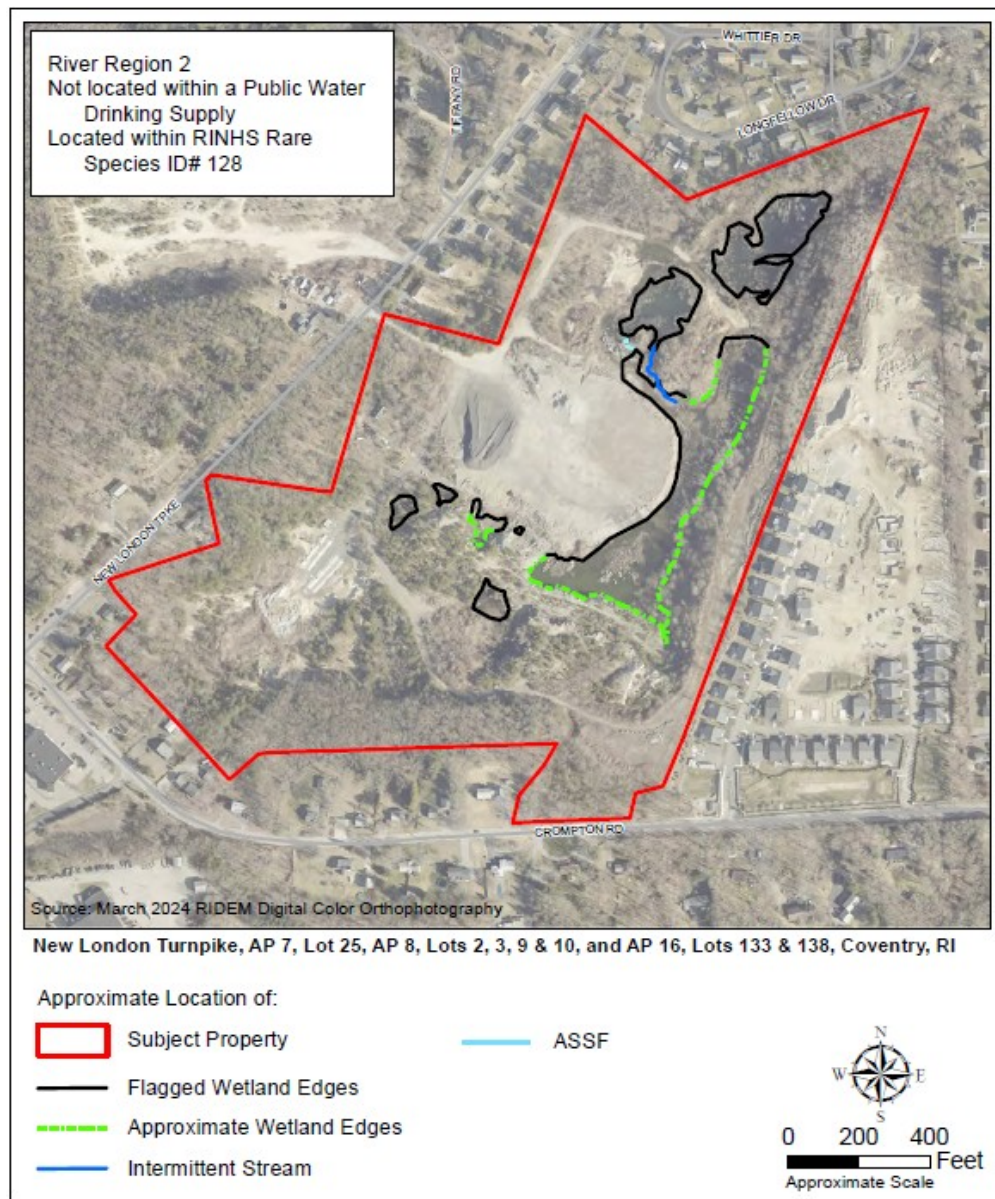 River Region 2
Not located within a Public Water
Drinking Supply
Located within RINHS Rare
Species ID# 128
WHITTIER DR
TIFFANY RD
LONGFELLOW DR
NEW LONDON TPKE
CROMPTON RD
Source: March 2024 RIDEM Digital Color Orthophotography
New London Turnpike, AP 7, Lot 25, AP 8, Lots 2, 3, 9 & 10, and AP 16, Lots 133 & 138, Coventry, RI
Approximate Location of:
Subject Property
ASSF
Flagged Wetland Edges
Approximate Wetland Edges
Intermittent Stream
N
W E
S
0 200 400
Feet
Approximate Scale